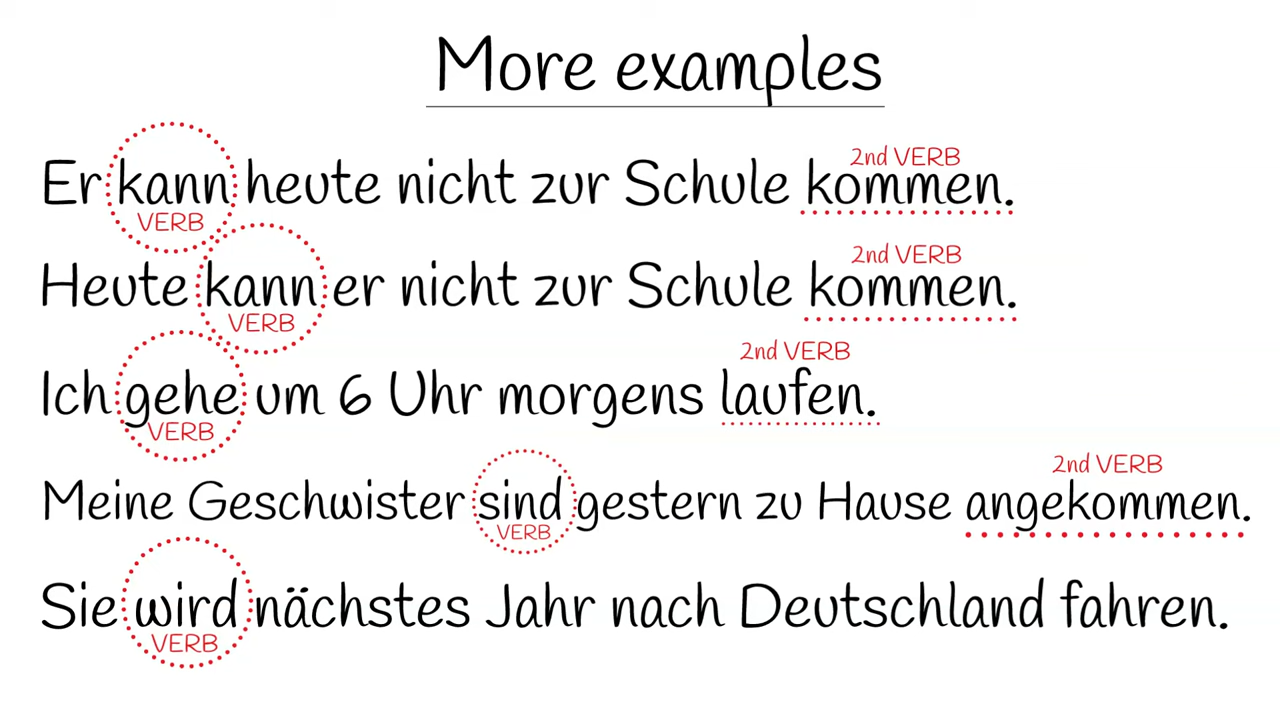 More examples
2nd VERB
Er kann heute nicht zur Schule kommen.
VERB
2nd VERB
Heute kann er nicht zur Schule kommen.
VERB
2nd VERB
Ich gehe um 6 Uhr morgens laufen.
VERB
2nd VERB
Meine Geschwister sind gestern zu Hause angekommen.
VERB
Sie wird nächstes Jahr nach Deutschland fahren.
VERB